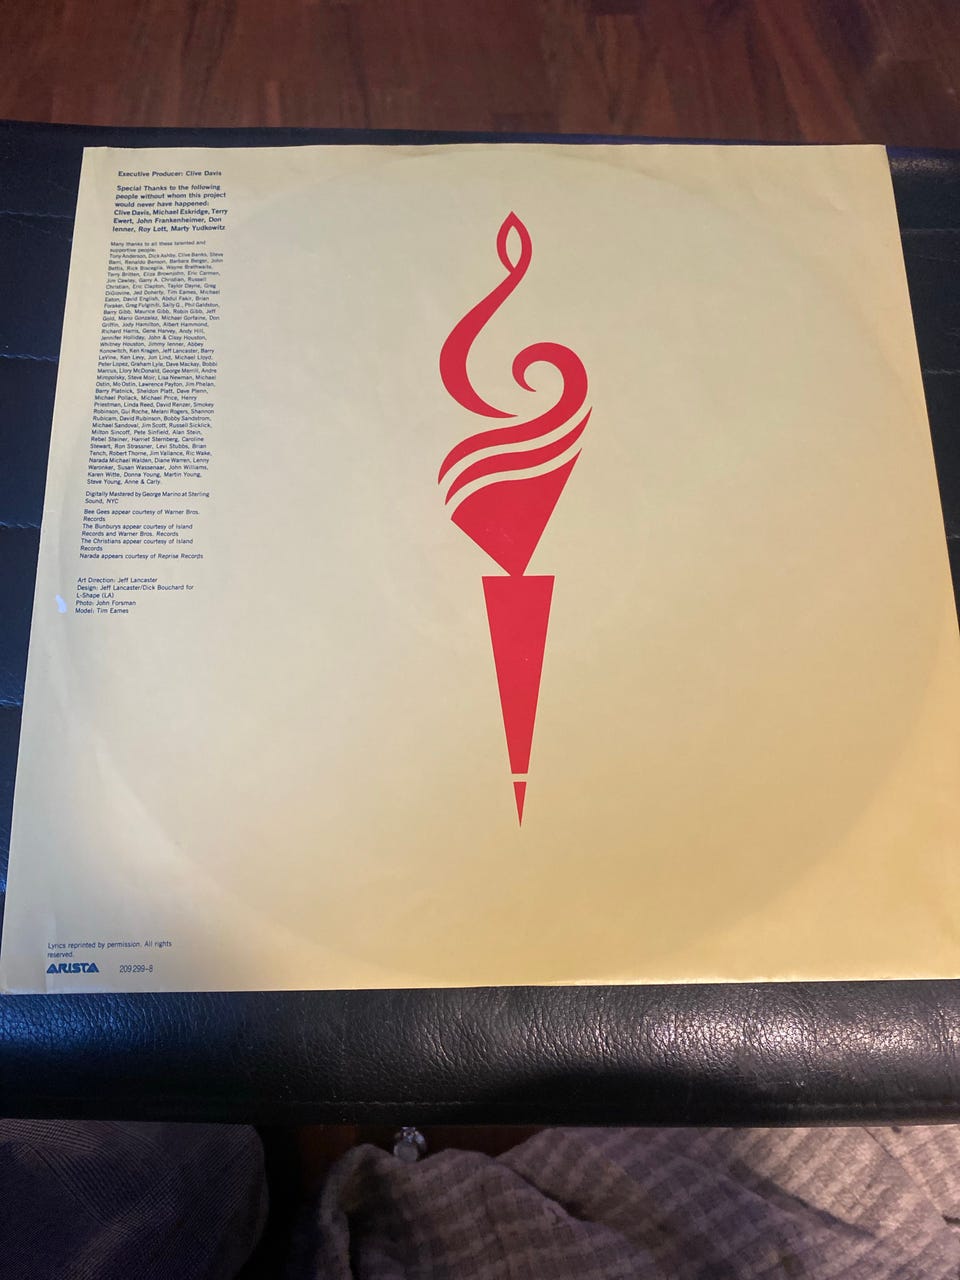 Executive Producer: Clive Davis
Special Thanks to the following
people without whom this project
would never have happened:
Clive Davis, Michael Eskridge, Terry
Ewert, John Frankenheimer, Don
Ienner, Roy Lott, Marty Yudkowitz
Many thanks to all these talented and
supportive people:
Tony Anderson, Dick Ashby, Clive Banks, Steve
Barri, Renaldo Benson, Barbara Berger, John
Bettis, Rick Bisceglia, Wayne Brathwaite,
Terry Britten, Eliza Brownjohn, Eric Carmen,
Jim Cawley, Garry A. Christian, Russell
Christian, Eric Clapton, Taylor Dayne, Greg
DiGiovine, Jed Doherty, Tim Eames, Michael
Eaton, David English, Abdul Fakir, Brian
Foraker, Greg Fulginiti, Sally G., Phil Galdston,
Barry Gibb, Maurice Gibb, Robin Gibb, Jeff
Gold, Mario Gonzalez, Michael Gorfaine, Don
Griffin, Jody Hamilton, Albert Hammond,
Richard Harris, Gene Harvey, Andy Hill,
Jennifer Holliday, John & Cissy Houston,
Whitney Houston, Jimmy Ienner, Abbey
Konowitch, Ken Kragen, Jeff Lancaster, Barry
LeVine, Ken Levy, Jon Lind, Michael Lloyd,
Peter Lopez, Graham Lyle, Dave Mackay, Bobbi
Marcus, Llory McDonald, George Merrill, Andre
Miropolsky, Steve Moir, Lisa Newman, Michael
Ostin, Mo Ostin, Lawrence Payton, Jim Phelan,
Barry Platnick, Sheldon Platt, Dave Plenn,
Michael Pollack, Michael Price, Henry
Priestman, Linda Reed, David Renzer, Smokey
Robinson, Gui Roche, Melani Rogers, Shannon
Rubicam, David Rubinson, Bobby Sandstrom,
Michael Sandoval, Jim Scott, Russell Sicklick,
Milton Sincoff, Pete Sinfield, Alan Stein,
Rebel Steiner, Harriet Sternberg, Caroline
Stewart, Ron Strassner, Levi Stubbs, Brian
Tench, Robert Thorne, Jim Vallance, Ric Wake,
Narada Michael Walden, Diane Warren, Lenny
Waronker, Susan Wassenaar, John Williams,
Karen Witte, Donna Young, Martin Young,
Steve Young, Anne & Carly.
Digitally Mastered by George Marino at Sterling
Sound, NYC
Bee Gees appear courtesy of Warner Bros.
Records
The Bunburys appear courtesy of Island
Records and Warner Bros. Records
The Christians appear courtesy of Island
Records
Narada appears courtesy of Reprise Records
Art Direction: Jeff Lancaster
Design: Jeff Lancaster/Dick Bouchard for
L-Shape (LA)
Photo: John Forsman
Model: Tim Eames
Lyrics reprinted by permission. All rights
reserved.
ARISTA 209 299-8